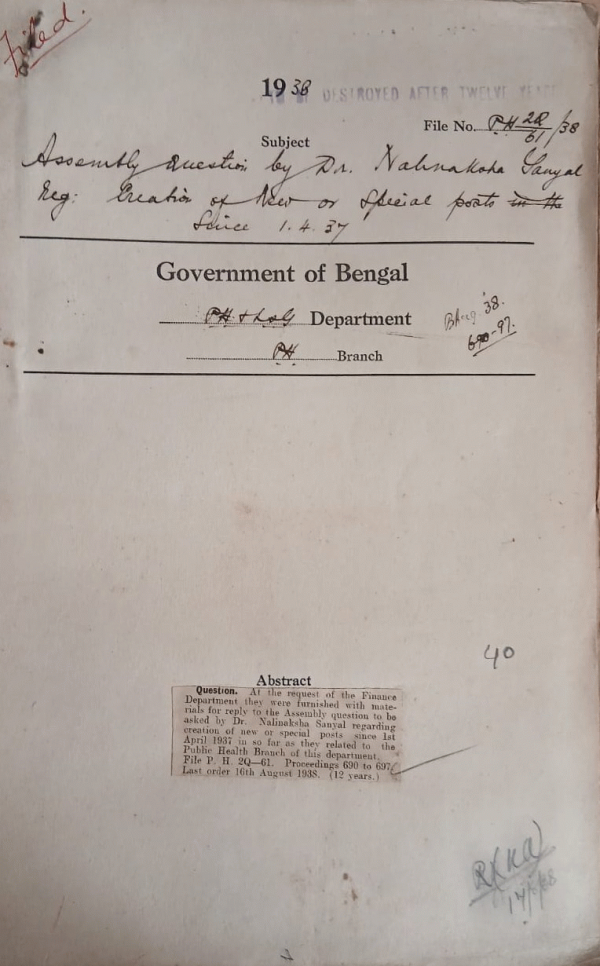 Filed.
1938 DESTROYED AFTER TWELVE YEARS
File No. PH 2Q/61/38
Subject
Assembly question by Dr. Nalinaksha Sanyal
Reg: Creation of New or Special posts in the
Since 1.4.37
Government of Bengal
PH & LSG Department
PH Branch
38.
690-97.
40
Abstract
Question. At the request of the Finance
Department they were furnished with mate-
rials for reply to the Assembly question to be
asked by Dr. Nalinaksha Sanyal regarding
creation of new or special posts since 1st
April 1937 in so far as they related to the
Public Health Branch of this department.
File P. H. 2Q—61. Proceedings 690 to 697.
Last order 16th August 1938. (12 years.)